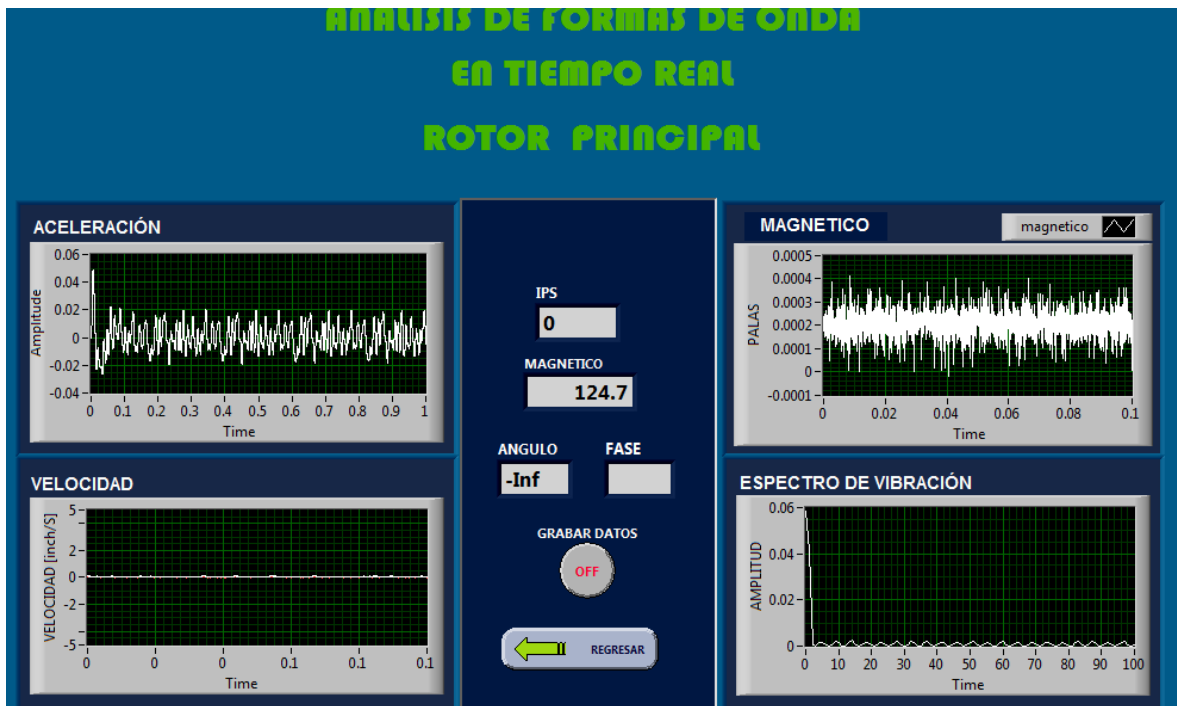 ANALISIS DE FORMAS DE ONDA
EN TIEMPO REAL
ROTOR PRINCIPAL
ACELERACIÓN
Amplitude
0.06
0.04
0.02
0
-0.02
-0.04
0 0.1 0.2 0.3 0.4 0.5 0.6 0.7 0.8 0.9 1
Time
VELOCIDAD
VELOCIDAD [inch/S]
5
2
0
-2
-5
0 0 0 0.1 0.1 0.1
Time
IPS
0
MAGNETICO
124.7
ANGULO FASE
-Inf
GRABAR DATOS
OFF
REGRESAR
MAGNETICO
magnetico
PALAS
0.0005
0.0004
0.0003
0.0002
0.0001
0
-0.0001
0 0.02 0.04 0.06 0.08 0.1
Time
ESPECTRO DE VIBRACIÓN
AMPLITUD
0.06
0.04
0.02
0
0 10 20 30 40 50 60 70 80 90 100
Time